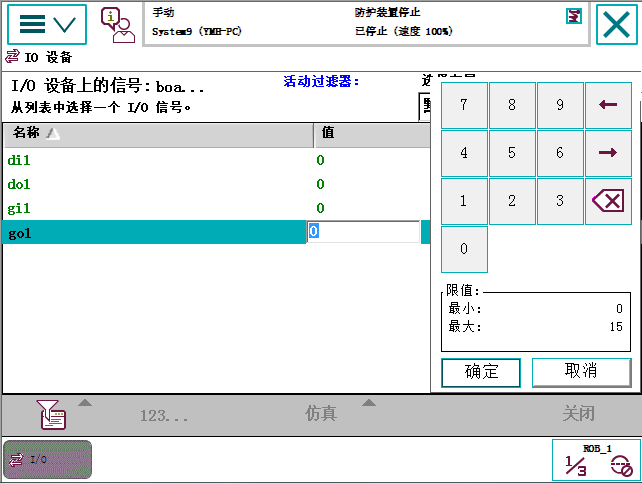 手动
System9 (YMH-PC)
防护装置停止
已停止 (速度 100%)
IO 设备
I/O 设备上的信号: boa...
活动过滤器:
从列表中选择一个 I/O 信号。
名称
值
di1
0
do1
0
gi1
0
go1
0
7
8
9
4
5
6
1
2
3
0
限值:
最小:
0
最大:
15
确定
取消
123...
仿真
关闭
I/O
ROB_1
1/3